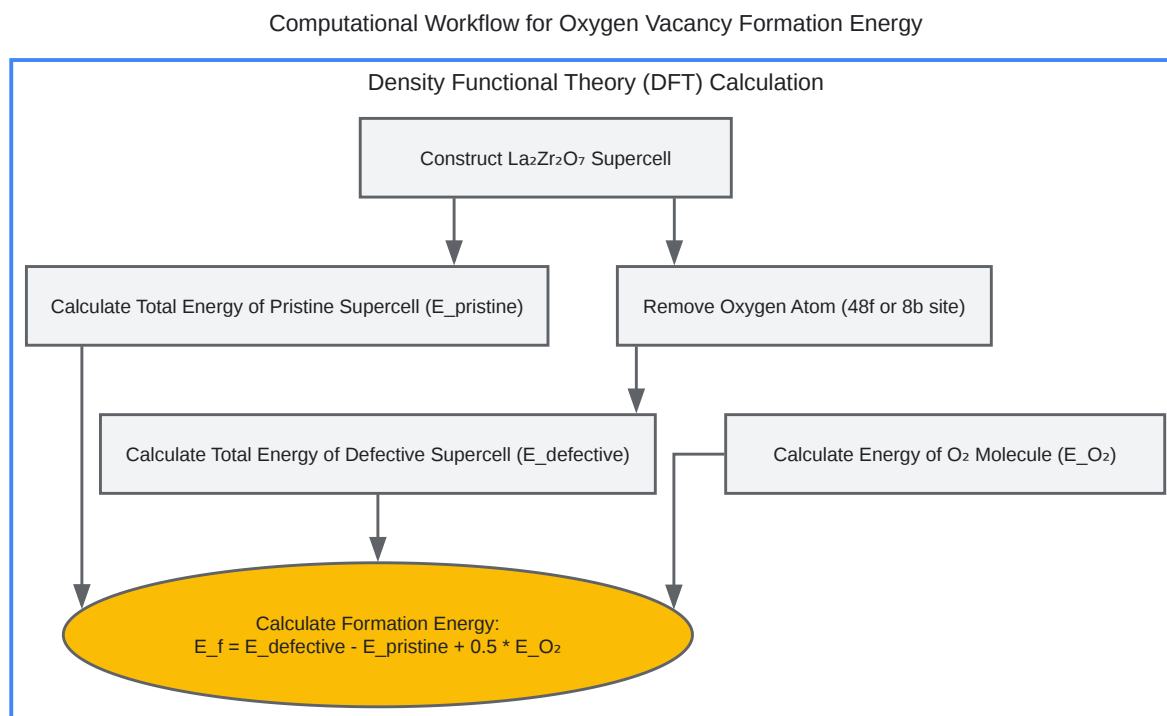 Computational Workflow for Oxygen Vacancy Formation Energy
Density Functional Theory (DFT) Calculation
Construct La₂Zr₂O₇ Supercell
Calculate Total Energy of Pristine Supercell (E_pristine)
Remove Oxygen Atom (48f or 8b site)
Calculate Total Energy of Defective Supercell (E_defective)
Calculate Energy of O₂ Molecule (E_O₂)
Calculate Formation Energy:
E_f = E_defective - E_pristine + 0.5 * E_O₂